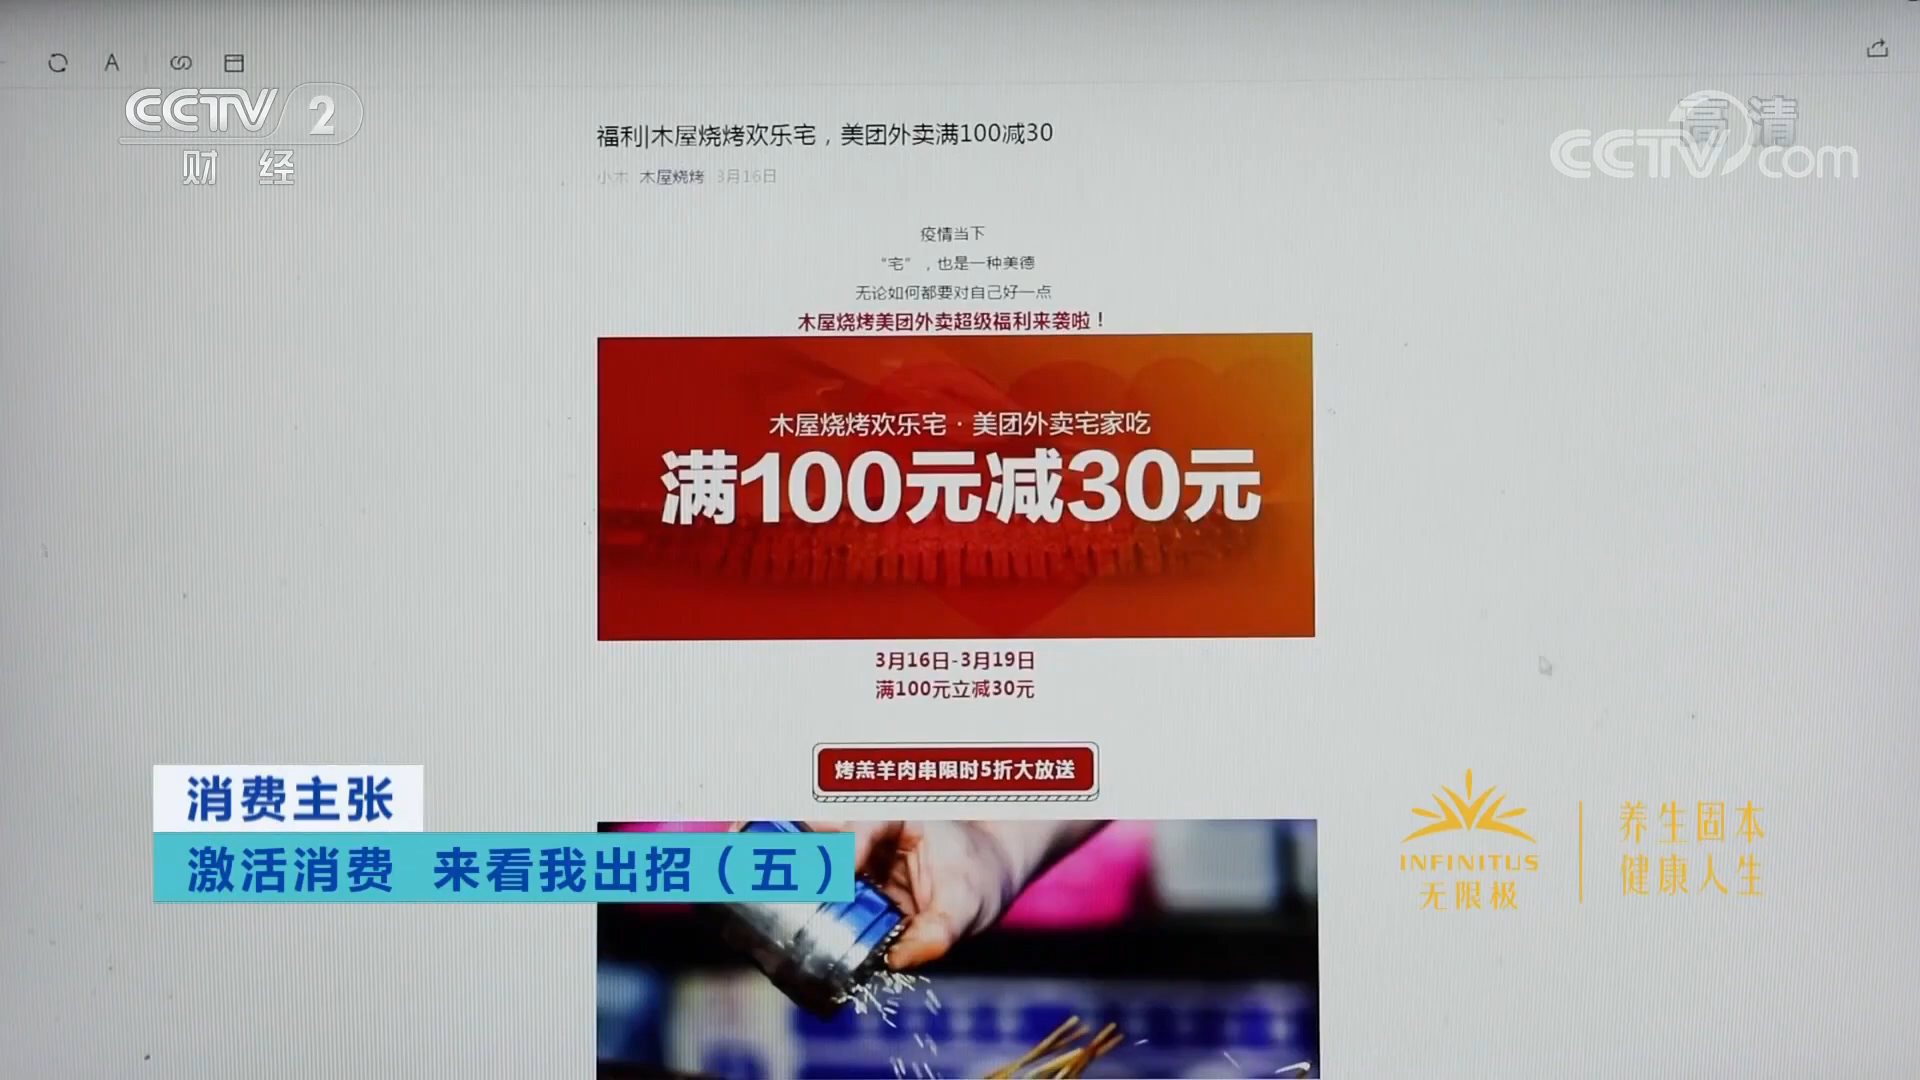 A
CCTV 2
财 经
高清
CCTV.com
福利|木屋烧烤欢乐宅，美团外卖满100减30
小木 木屋烧烤 3月16日
疫情当下
“宅”，也是一种美德
无论如何都要对自己好一点
木屋烧烤美团外卖超级福利来袭啦！
木屋烧烤欢乐宅·美团外卖宅家吃
满100元减30元
3月16日-3月19日
满100元立减30元
烤羔羊肉串限时5折大放送
消费主张
激活消费 来看我出招（五）
INFINITUS
无限极
养生固本
健康人生